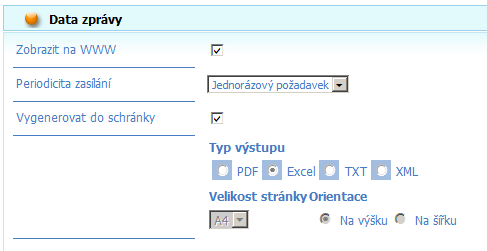 Data zprávy
Zobrazit na WWW
Periodicita zasílání Jednorázový požadavek
Vygenerovat do schránky
Typ výstupu
PDF Excel TXT XML
Velikost stránky Orientace
A4 Na výšku Na šířku